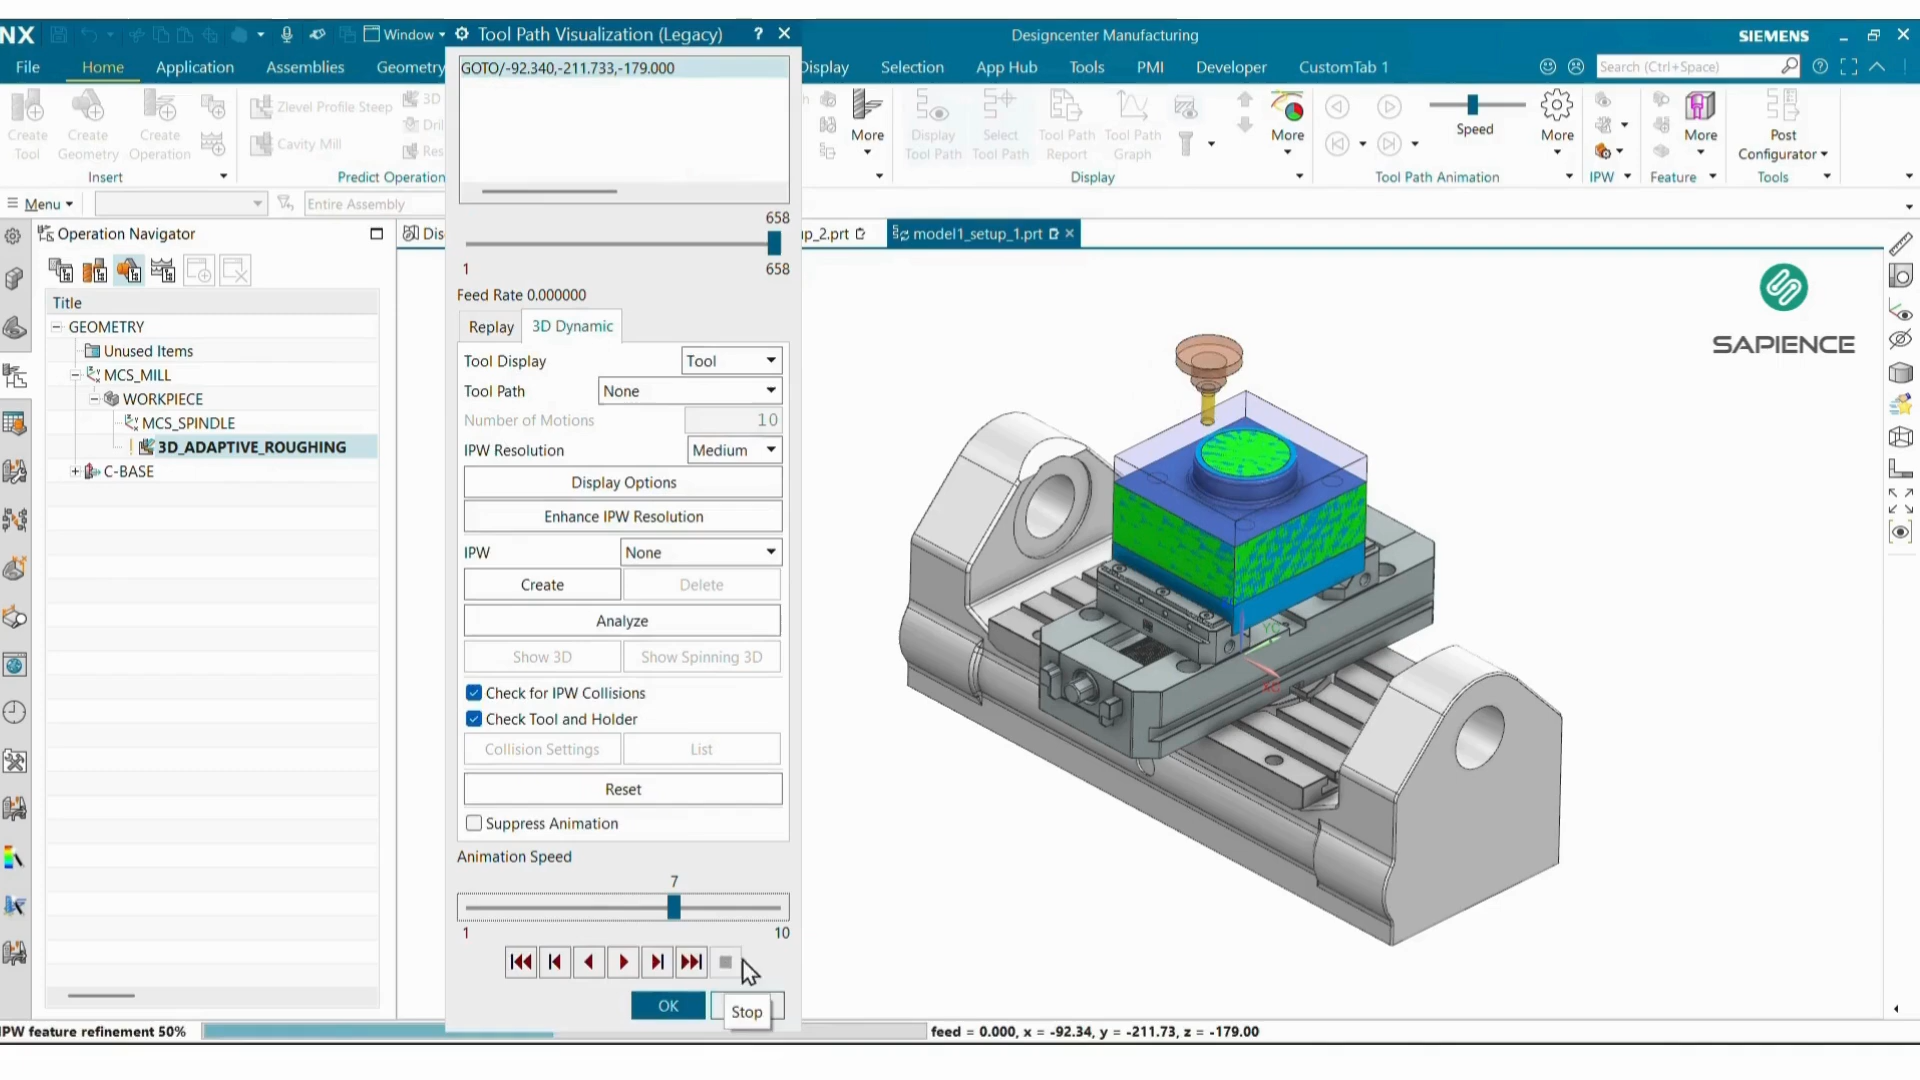 NX
Window
Tool Path Visualization (Legacy)
?
Designcenter Manufacturing
SIEMENS
File
Home
Application
Assemblies
Geometry
Display
Selection
App Hub
Tools
PMI
Developer
CustomTab 1
Search (Ctrl+Space)
GOTO/-92.340,-211.733,-179.000
Create
Tool
Create
Geometry
Create
Operation
Insert
Zlevel Profile Steep
Cavity Mill
3D
Dril
Res
Predict Operation
More
Display
Tool Path
Select
Tool Path
Tool Path
Report
Tool Path
Graph
Display
More
Speed
Tool Path Animation
More
IPW
More
Feature
Post
Configurator
Tools
Menu
Entire Assembly
658
1
658
Operation Navigator
Dis
p_2.prt
model1_setup_1.prt
Title
GEOMETRY
Unused Items
MCS_MILL
WORKPIECE
MCS_SPINDLE
3D_ADAPTIVE_ROUGHING
C-BASE
Feed Rate 0.000000
Replay
3D Dynamic
Tool Display
Tool
Tool Path
None
Number of Motions
10
IPW Resolution
Medium
Display Options
Enhance IPW Resolution
IPW
None
Create
Delete
Analyze
Show 3D
Show Spinning 3D
Check for IPW Collisions
Check Tool and Holder
Collision Settings
List
Reset
Suppress Animation
Animation Speed
7
1
10
OK
Stop
SAPIENCE
YC
IPW feature refinement 50%
feed = 0.000, x = -92.34, y = -211.73, z = -179.00